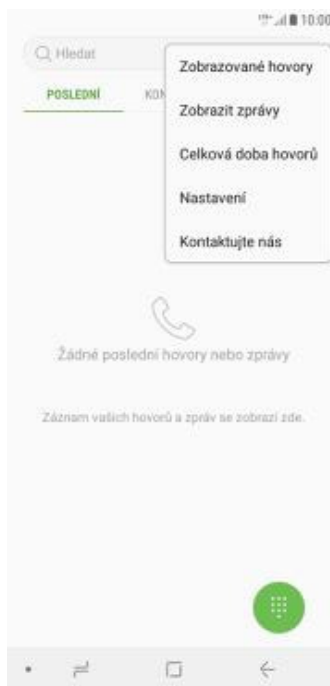 10:00
Hledat
POSLEDNÍ
KON
Zobrazované hovory
Zobrazit zprávy
Celková doba hovorů
Nastavení
Kontaktujte nás
Žádné poslední hovory nebo zprávy
Záznam vašich hovorů a zpráv se zobrazí zde.